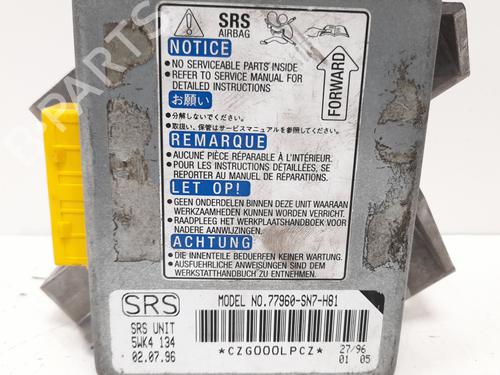 SRS
AIRBAG
NOTICE
• NO SERVICEABLE PARTS INSIDE
• REFER TO SERVICE MANUAL FOR
DETAILED INSTRUCTIONS
FORWARD
お願い
•分解しないでください。
•取扱い、保管はサービスマニュアルを参照してください。
REMARQUE
• AUCUNE PIÈCE RÉPARABLE À L'INTÉRIEUR.
• POUR LES INSTRUCTIONS DÉTAILLÉES, SE
REPORTER AU MANUEL DE RÉPARATIONS.
LET OP!
• GEEN ONDERDELEN BINNEN DEZE UNIT WARAAN
WERKZAAMHEDEN KUNNEN WORDEN VERRICHT.
• RAADPLEEG HET WERKPLAATSHANDBOEK VOOR
NADERE AANWIJZINGEN.
ACHTUNG
• DIE INNENTEILE BEDUERFEN KEINER WARTUNG.
• AUSFUEHRLICHE ANWEISUNGEN SIND DEM
WERKSTATTHANDBUCH ZU ENTNEHMEN.
SRS
MODEL NO.77960-SN7-H81
SRS UNIT
5WK4 134
02.07.96
*CZG000LPCZ*
27/96
01 05